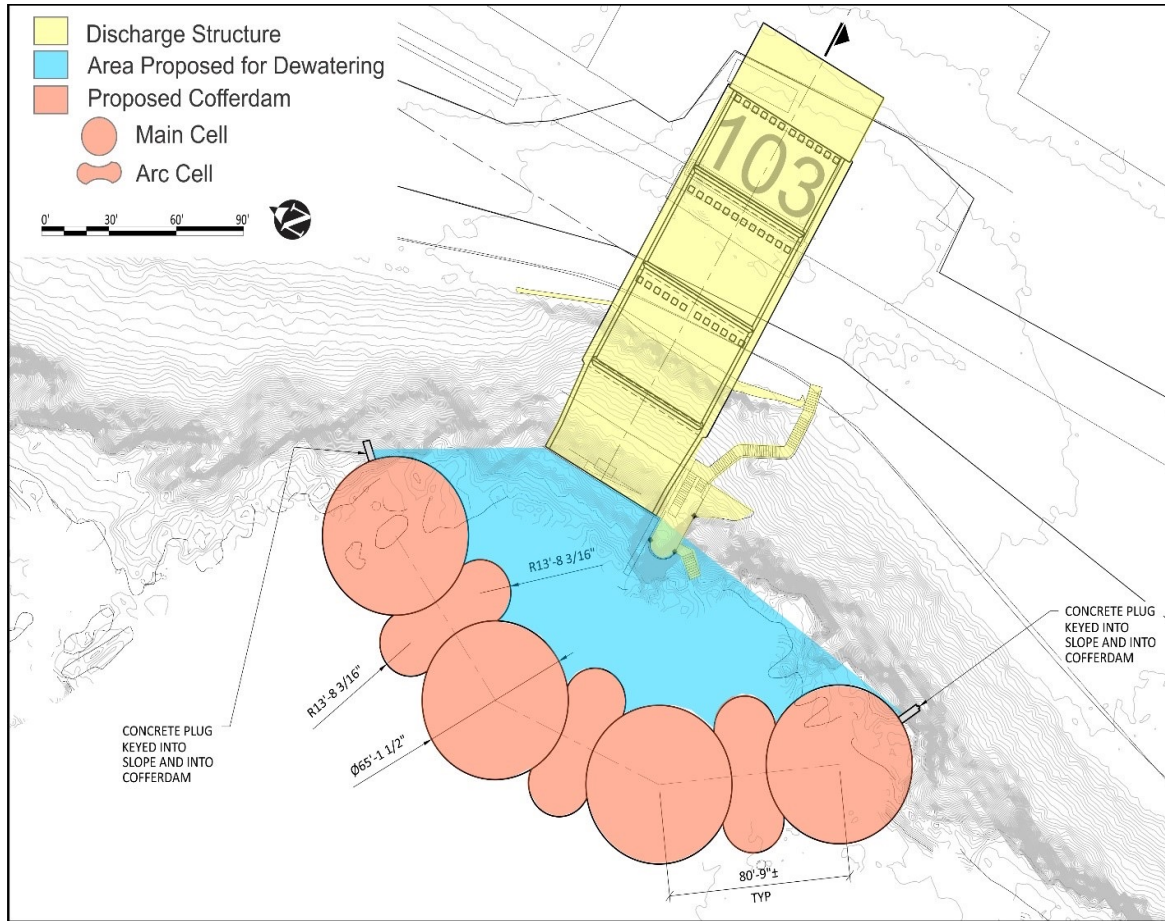 Discharge Structure
Area Proposed for Dewatering
Proposed Cofferdam
Main Cell
Arc Cell
0' 30' 60' 90'
N
103
R13'-8 3/16"
CONCRETE PLUG
KEYED INTO
SLOPE AND INTO
COFFERDAM
R13'-8 3/16"
Ø65'-1 1/2"
CONCRETE PLUG
KEYED INTO
SLOPE AND INTO
COFFERDAM
80'-9"±
TYP